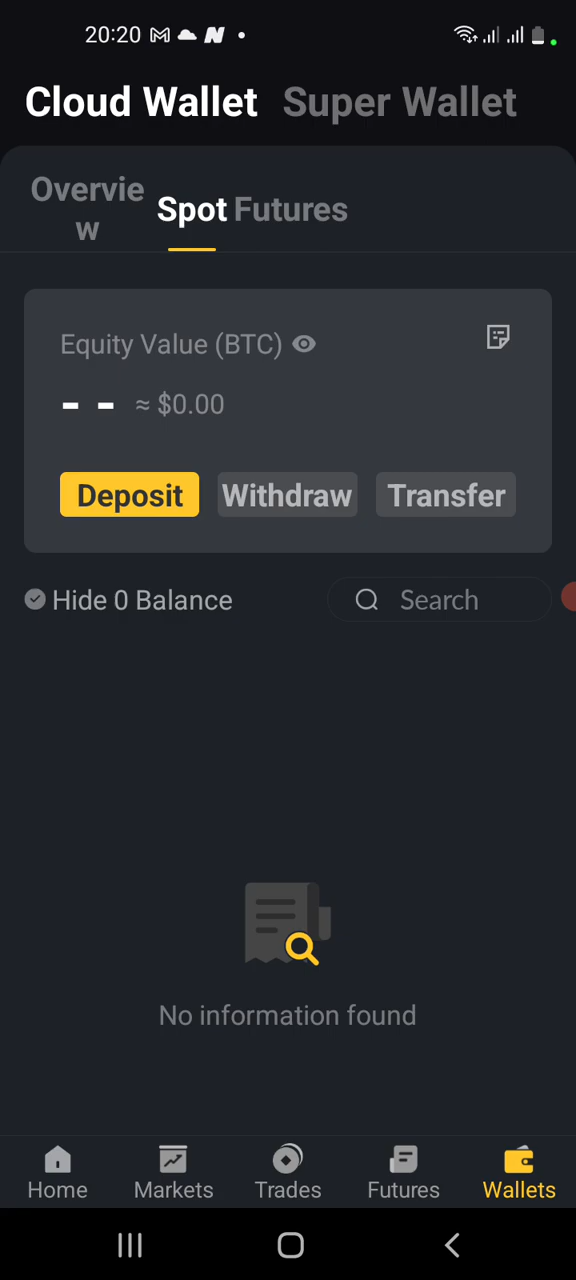 20:20
Cloud Wallet Super Wallet
Overvie
w
Spot Futures
Equity Value (BTC)
- - ≈ $0.00
Deposit Withdraw Transfer
Hide 0 Balance Search
No information found
Home Markets Trades Futures Wallets